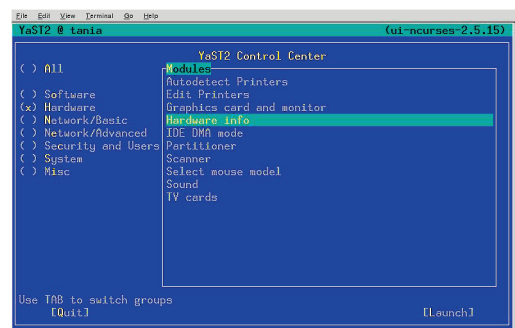 File Edit View Terminal Go Help
YaST2 @ tania (ui-ncurses-2.5.15)
YaST2 Control Center
( ) All
( ) Software
(x) Hardware
( ) Network/Basic
( ) Network/Advanced
( ) Security and Users
( ) System
( ) Misc
Modules
Autodetect Printers
Edit Printers
Graphics card and monitor
Hardware info
IDE DMA mode
Partitioner
Scanner
Select mouse model
Sound
TV cards
Use TAB to switch groups
[Quit] [Launch]